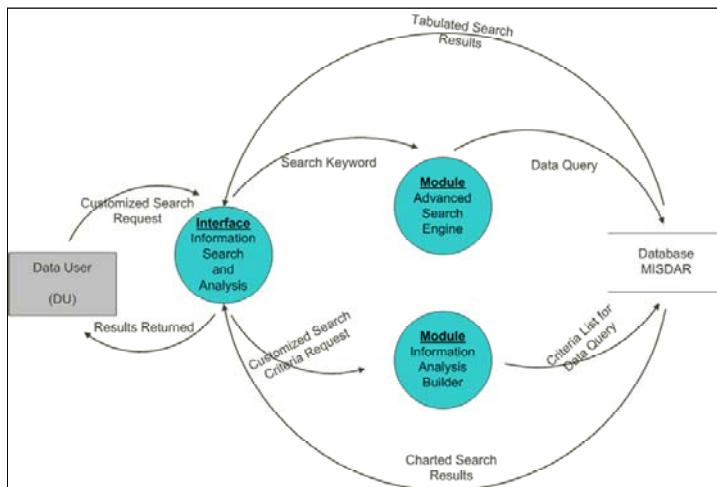 Tabulated Search
Results
Search Keyword
Data Query
Module
Advanced
Search
Engine
Customized Search
Request
Interface
Information
Search
and
Analysis
Database
MISDAR
Data User
(DU)
Results Returned
Customized Search
Criteria Request
Module
Information
Analysis
Builder
Criteria List for
Data Query
Charted Search
Results